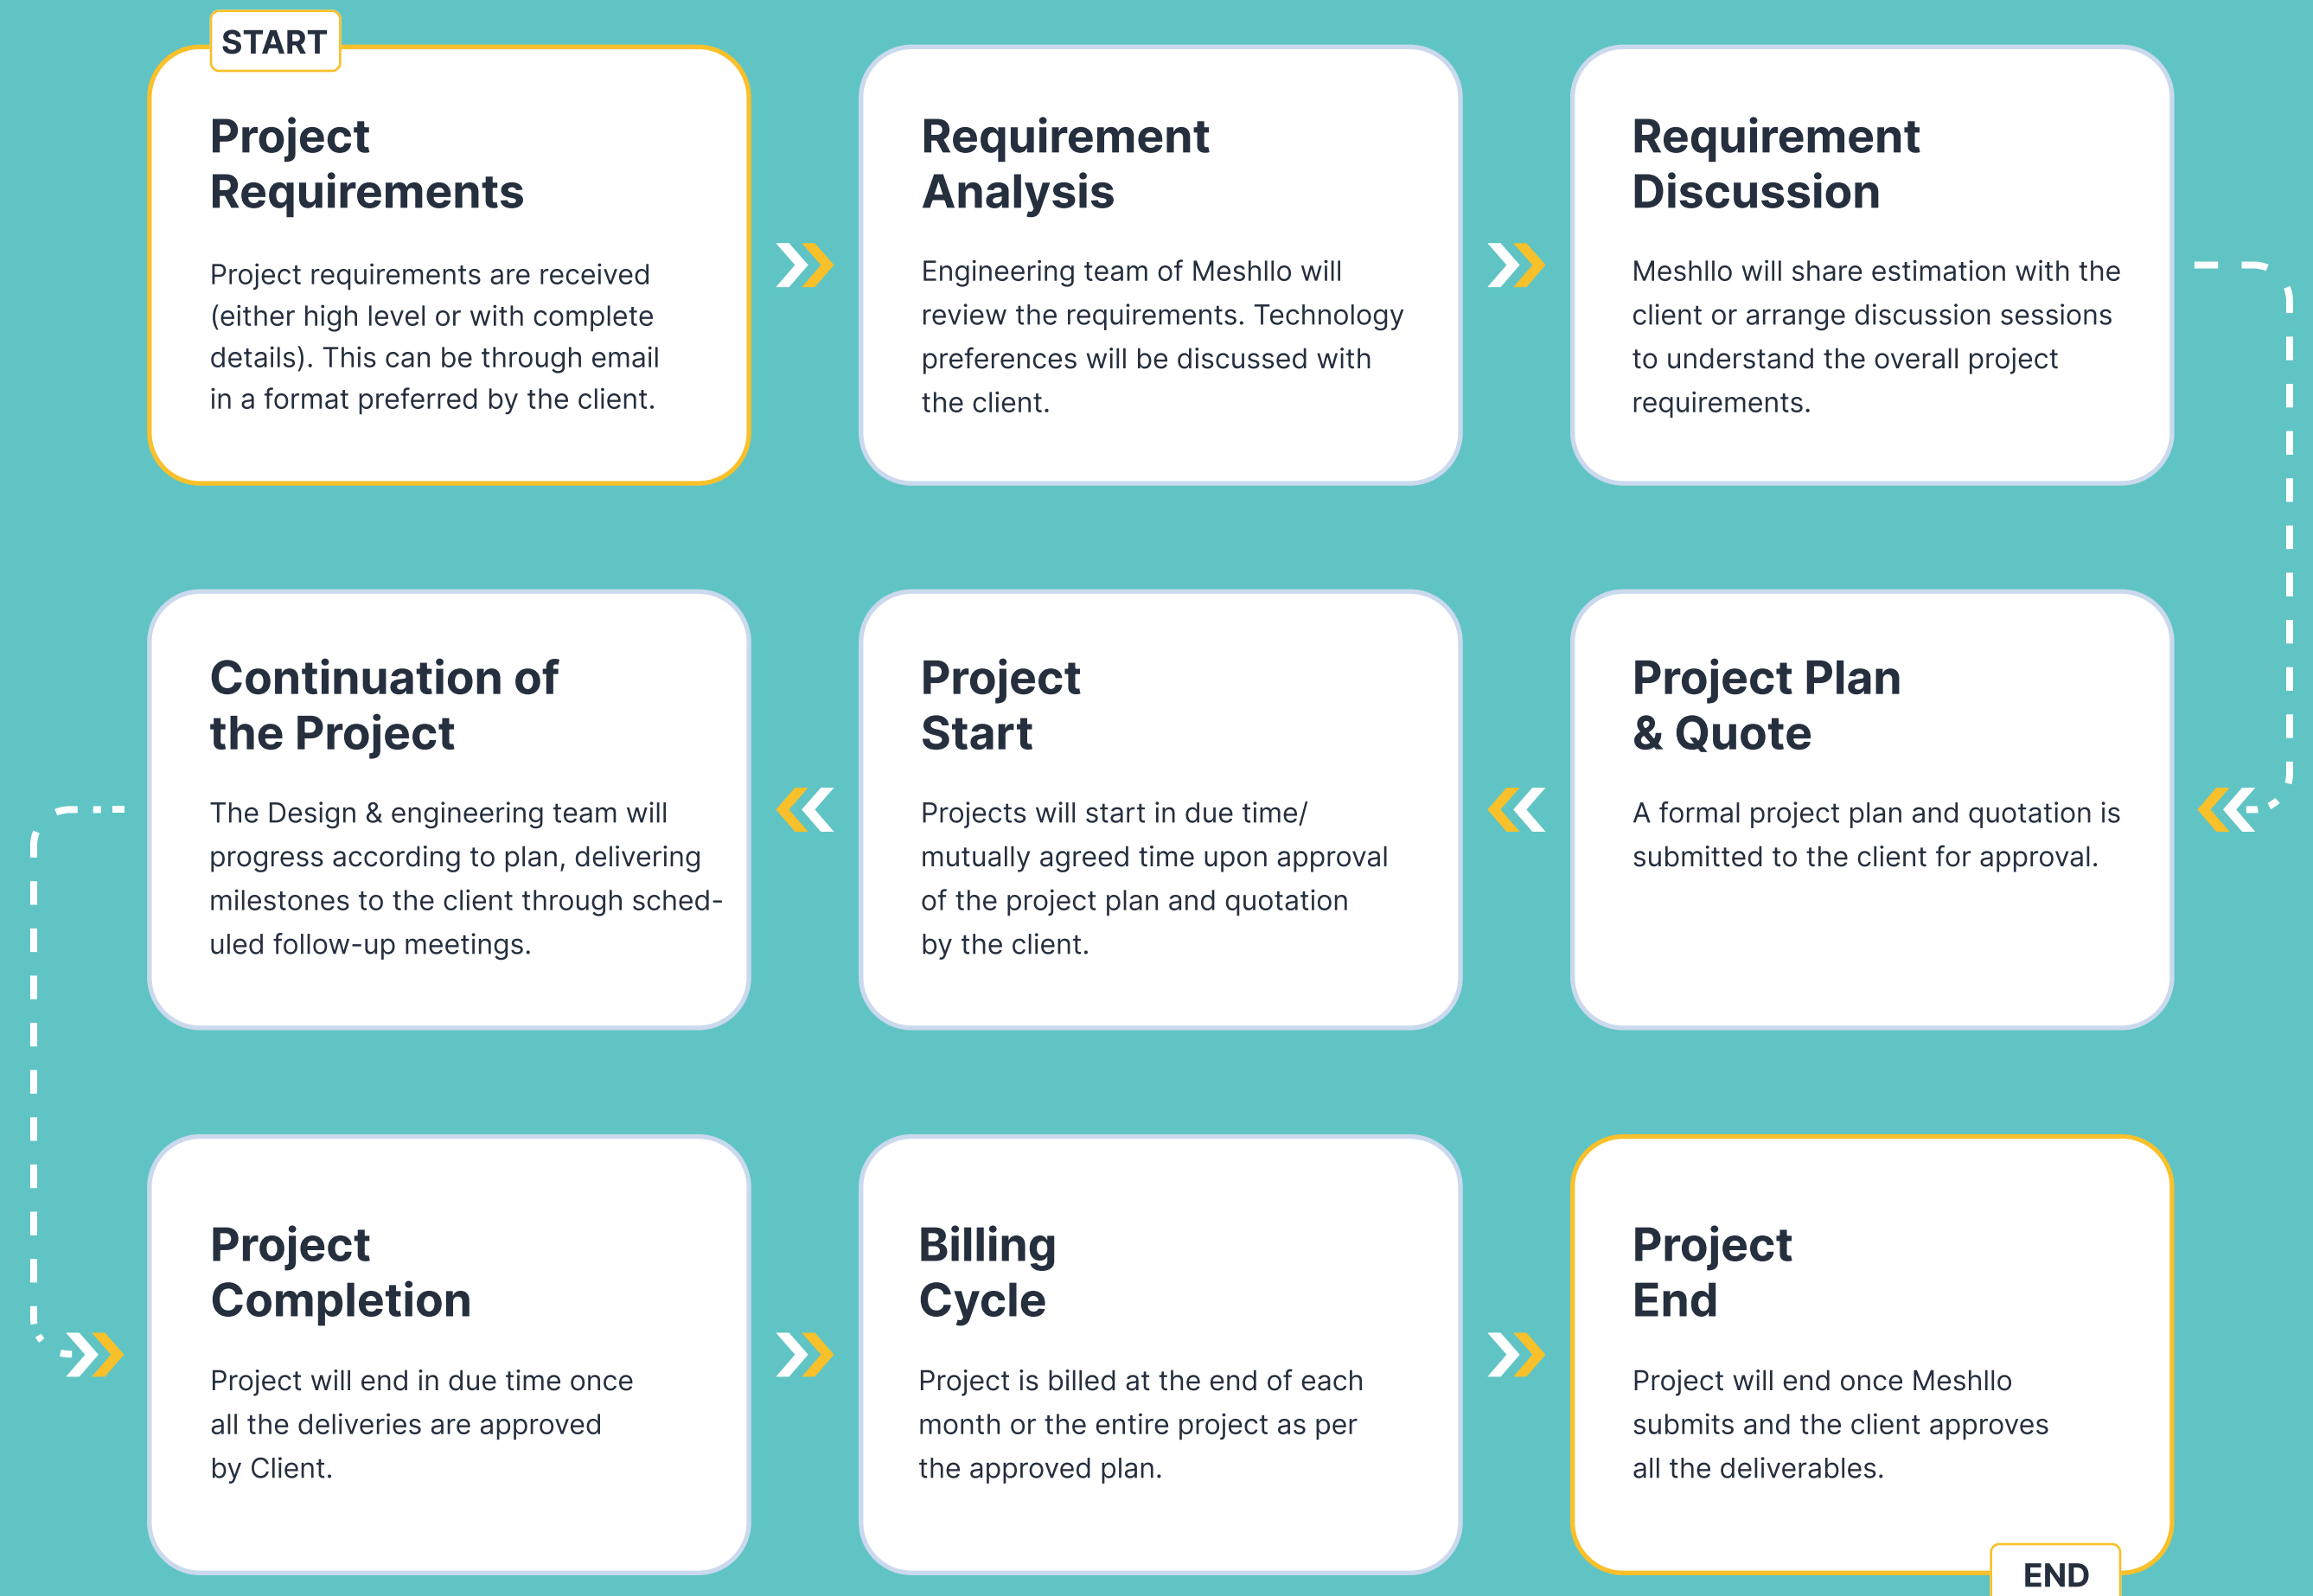 START
Project
Requirements
Project requirements are received
(either high level or with complete
details). This can be through email
in a format preferred by the client.
Requirement
Analysis
Engineering team of Meshllo will
review the requirements. Technology
preferences will be discussed with
the client.
Requirement
Discussion
Meshllo will share estimation with the
client or arrange discussion sessions
to understand the overall project
requirements.
Project Plan
& Quote
A formal project plan and quotation is
submitted to the client for approval.
Project
Start
Projects will start in due time/
mutually agreed time upon approval
of the project plan and quotation
by the client.
Continuation of
the Project
The Design & engineering team will
progress according to plan, delivering
milestones to the client through sched-
uled follow-up meetings.
Project
Completion
Project will end in due time once
all the deliveries are approved
by Client.
Billing
Cycle
Project is billed at the end of each
month or the entire project as per
the approved plan.
Project
End
Project will end once Meshllo
submits and the client approves
all the deliverables.
END